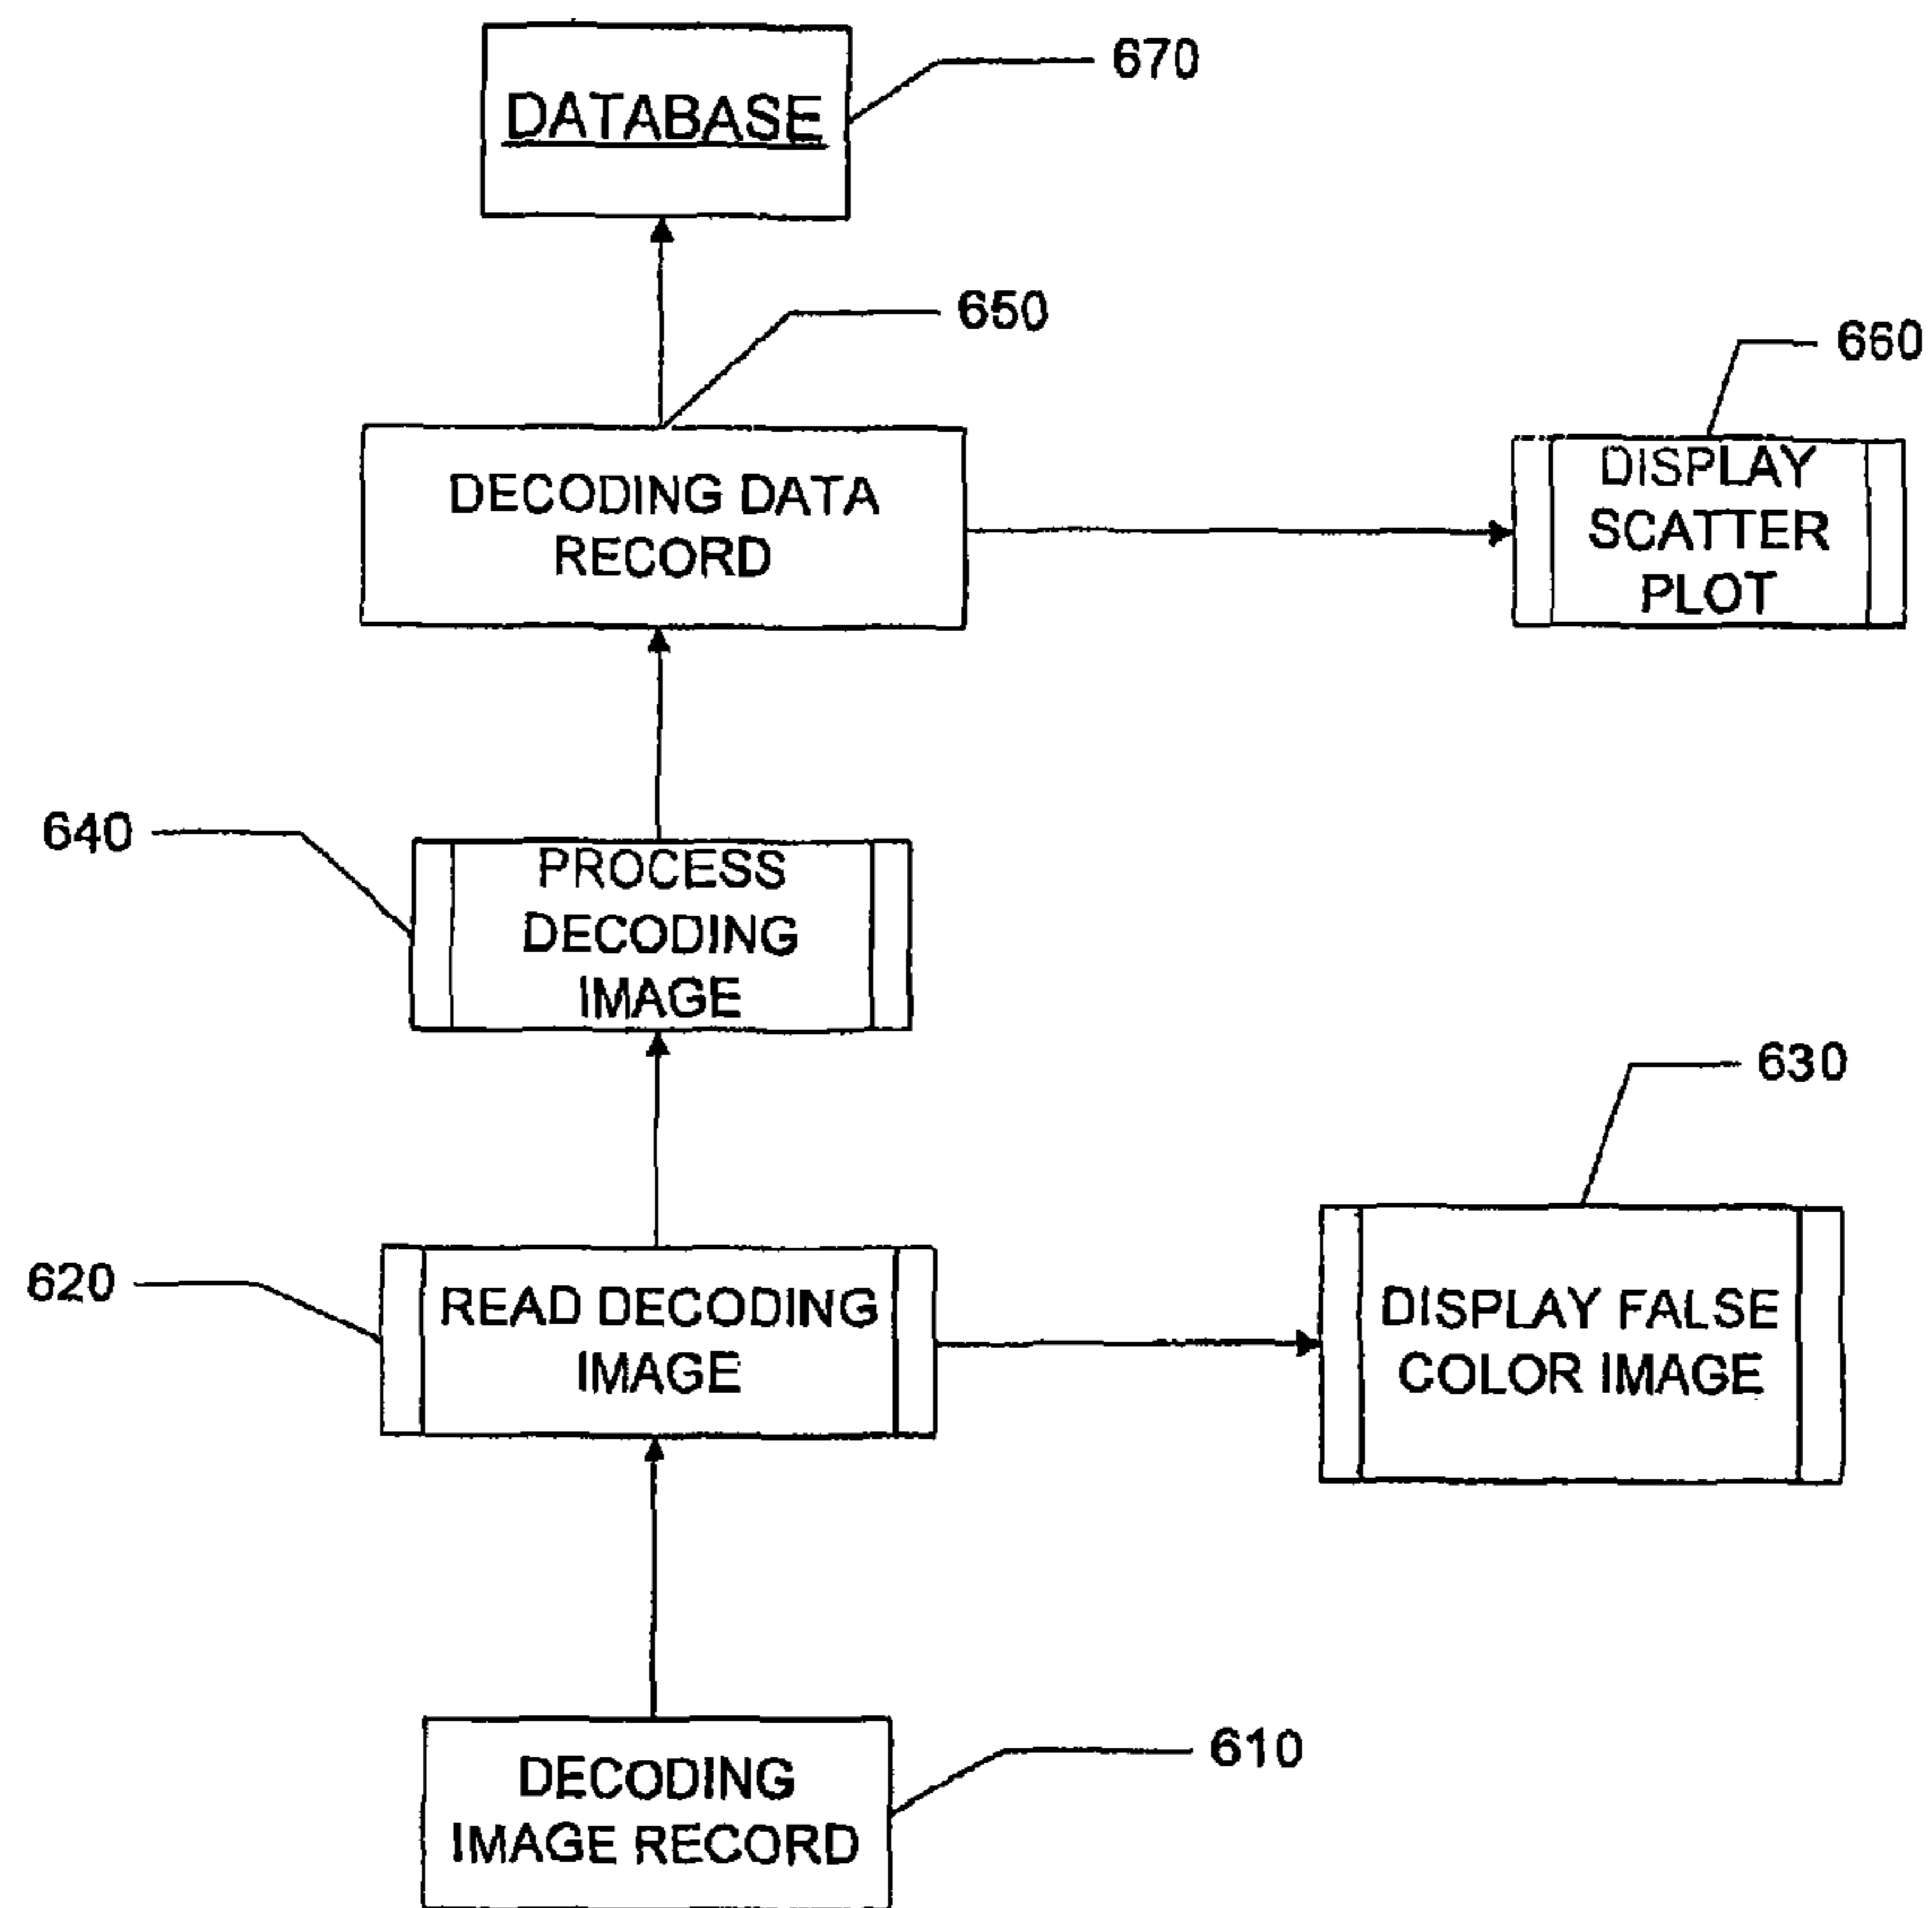 670
DATABASE
650
660
DECODING DATA
RECORD
DISPLAY
SCATTER
PLOT
640
PROCESS
DECODING
IMAGE
630
620
READ DECODING
IMAGE
DISPLAY FALSE
COLOR IMAGE
610
DECODING
IMAGE RECORD